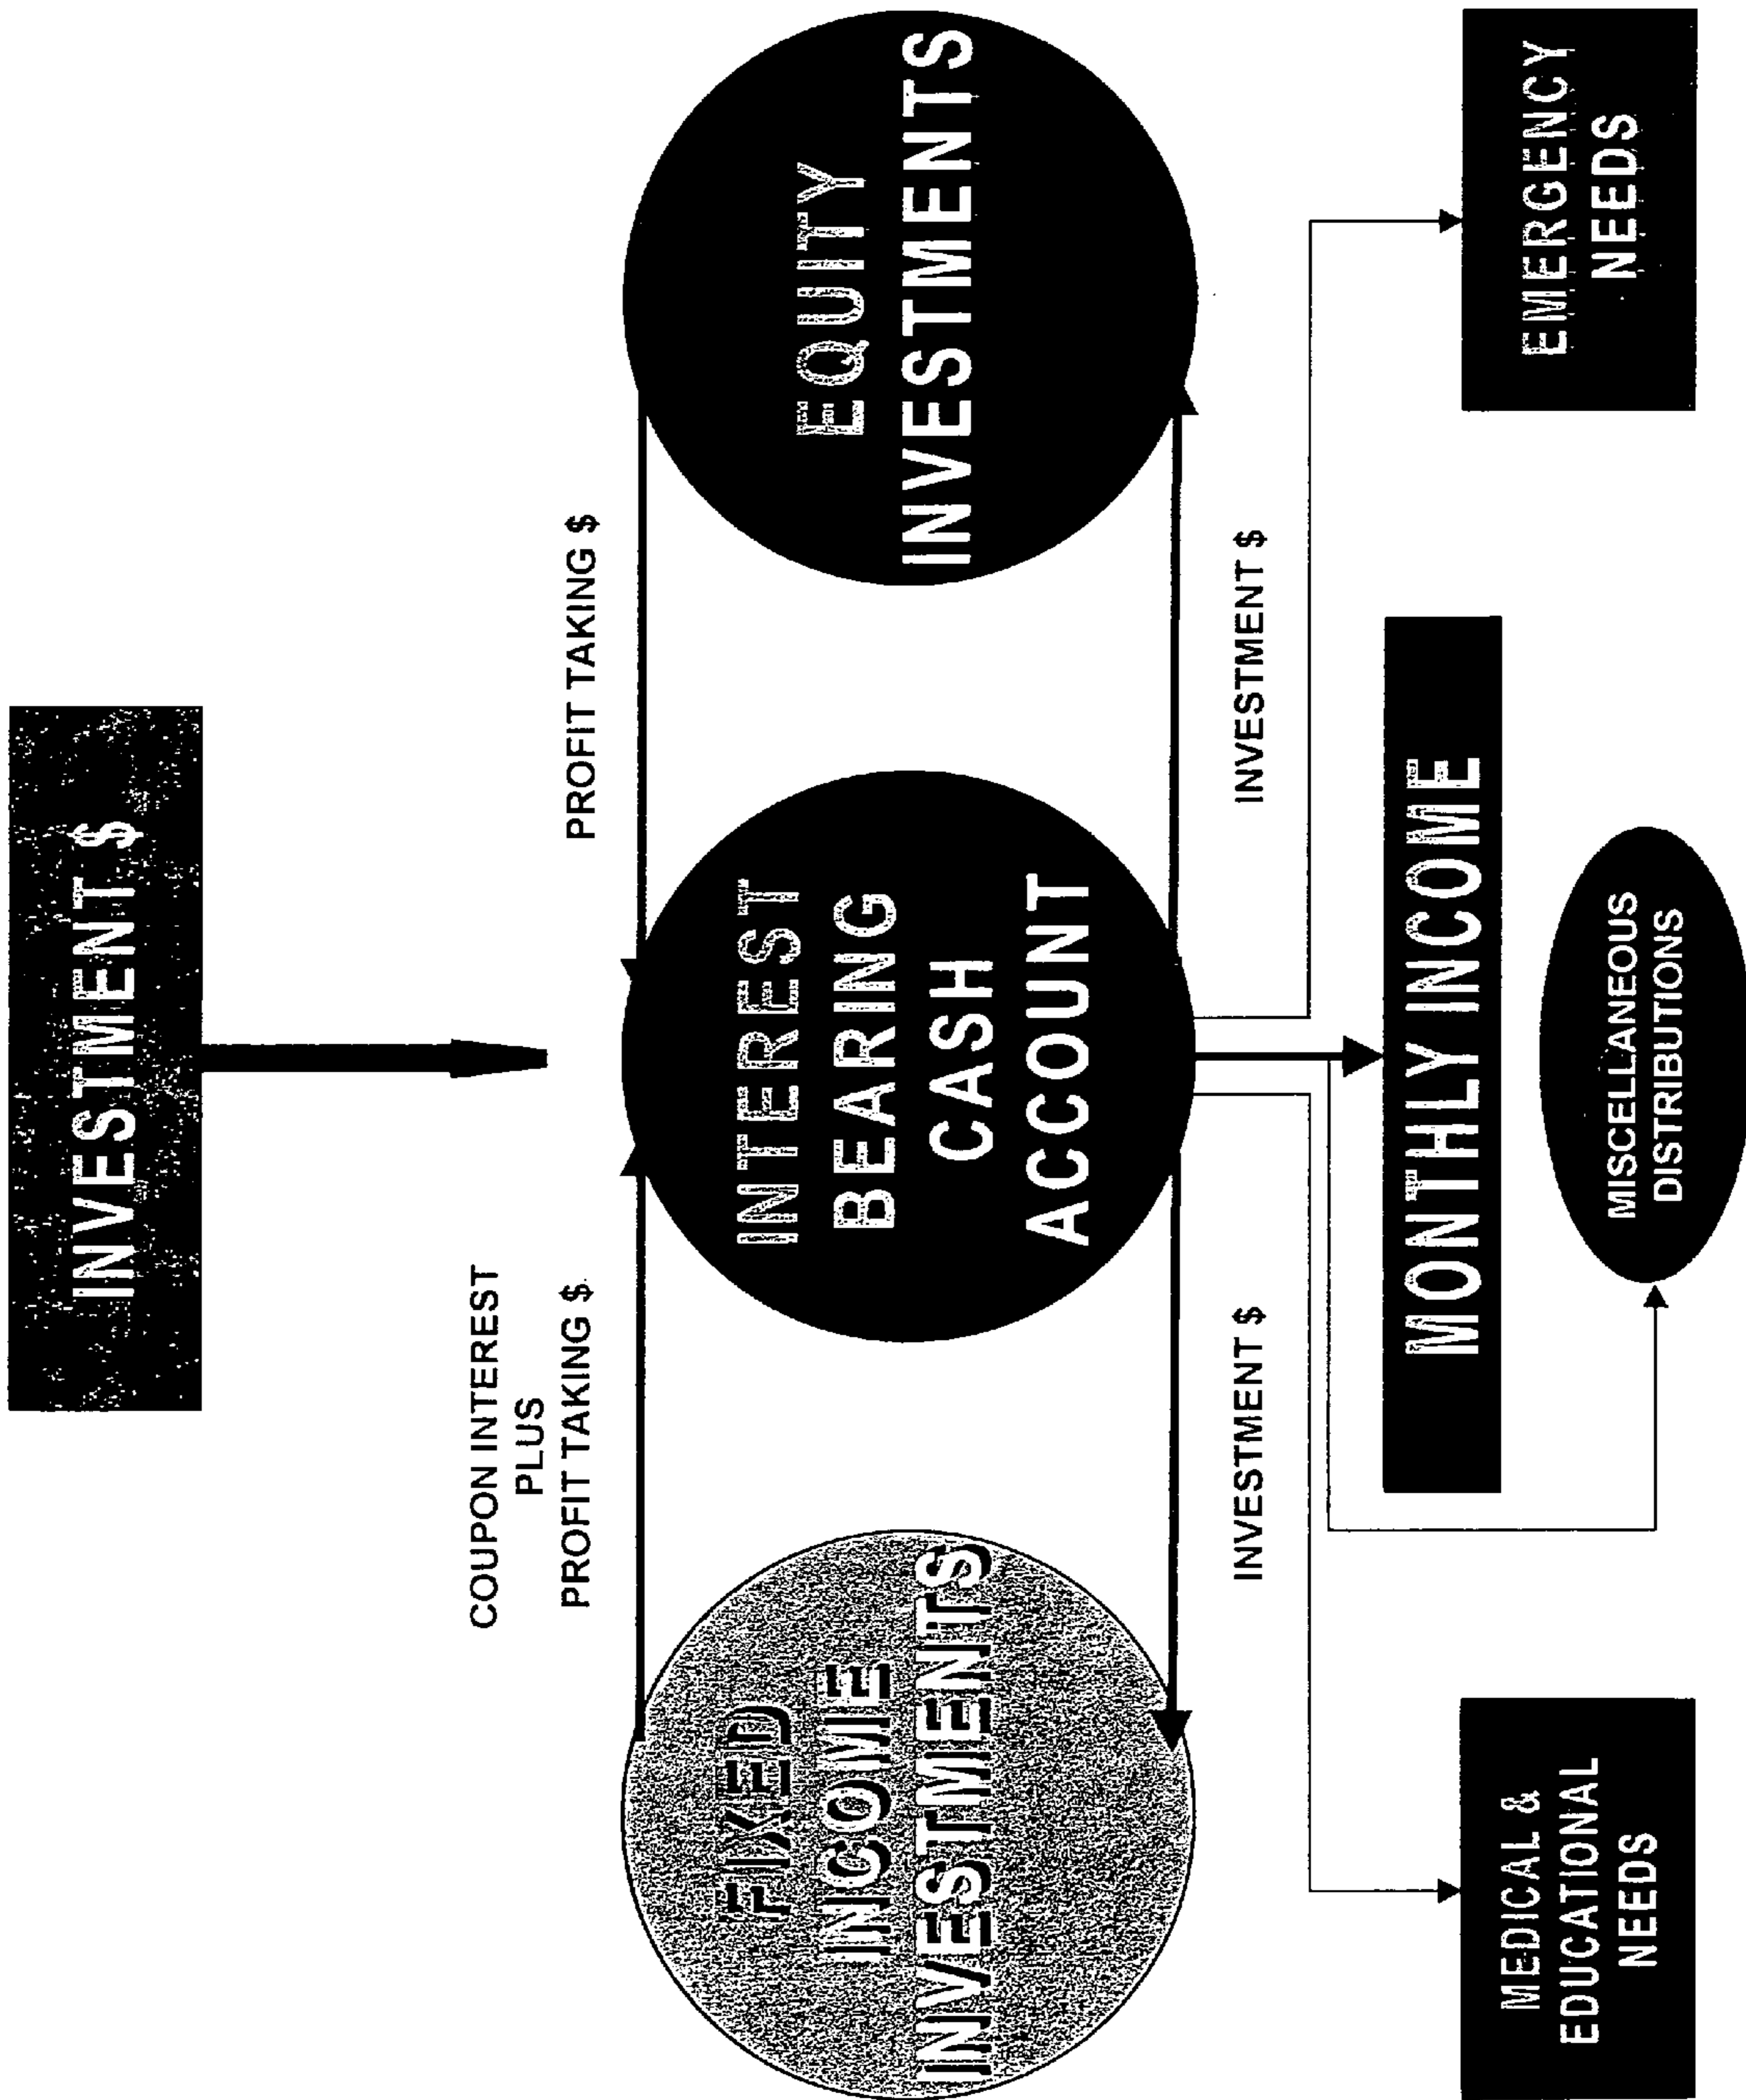 INVESTMENT $
COUPON INTEREST
PLUS
PROFIT TAKING $
PROFIT TAKING $
FIXED
INCOME
INVESTMENTS
INTEREST
BEARING
CASH
ACCOUNT
EQUITY
INVESTMENTS
INVESTMENT $
INVESTMENT $
MEDICAL &
EDUCATIONAL
NEEDS
MONTHLY INCOME
MISCELLANEOUS
DISTRIBUTIONS
EMERGENCY
NEEDS